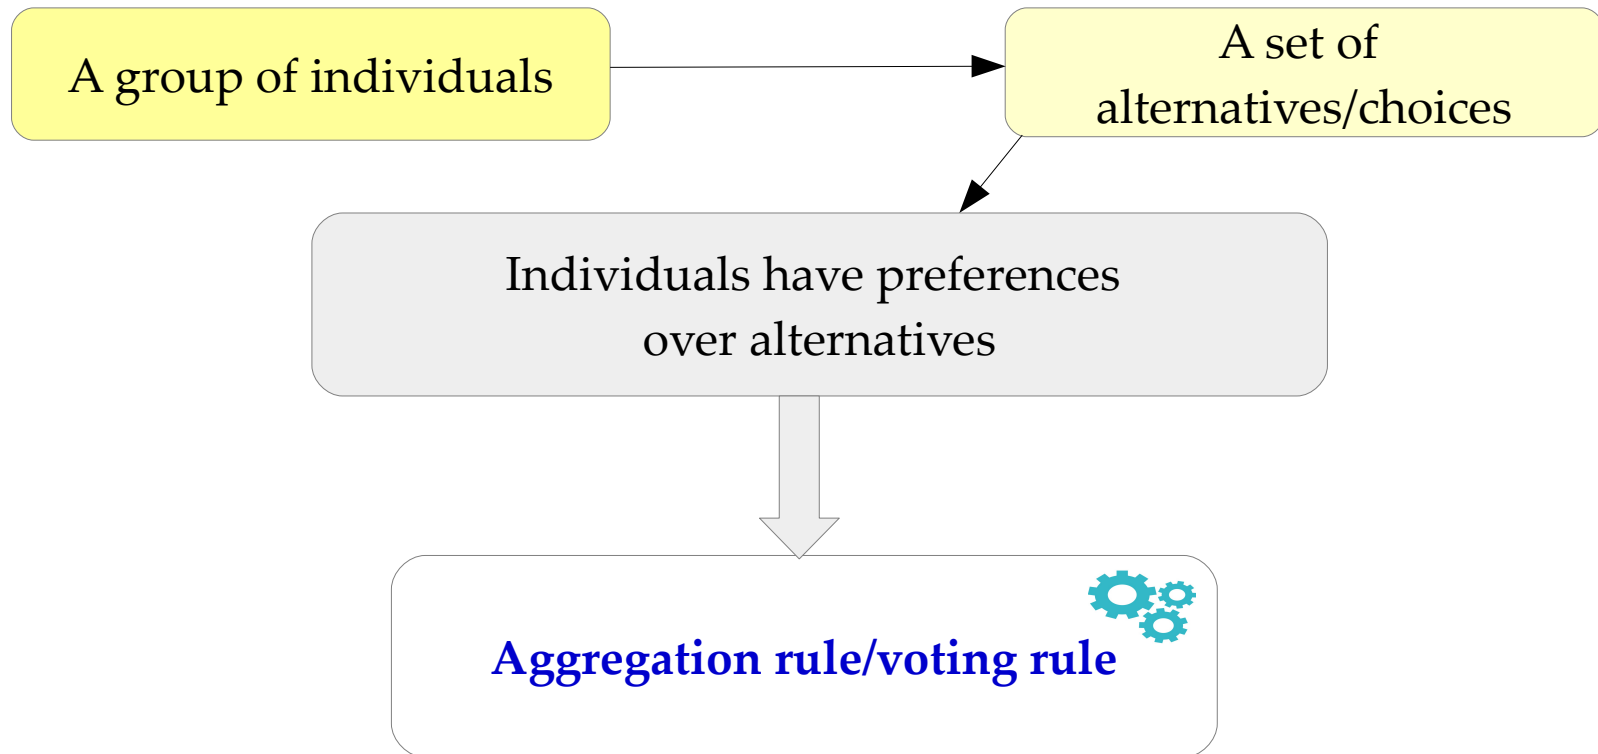 A group of individuals
A set of
alternatives/choices
Individuals have preferences
over alternatives
Aggregation rule/voting rule